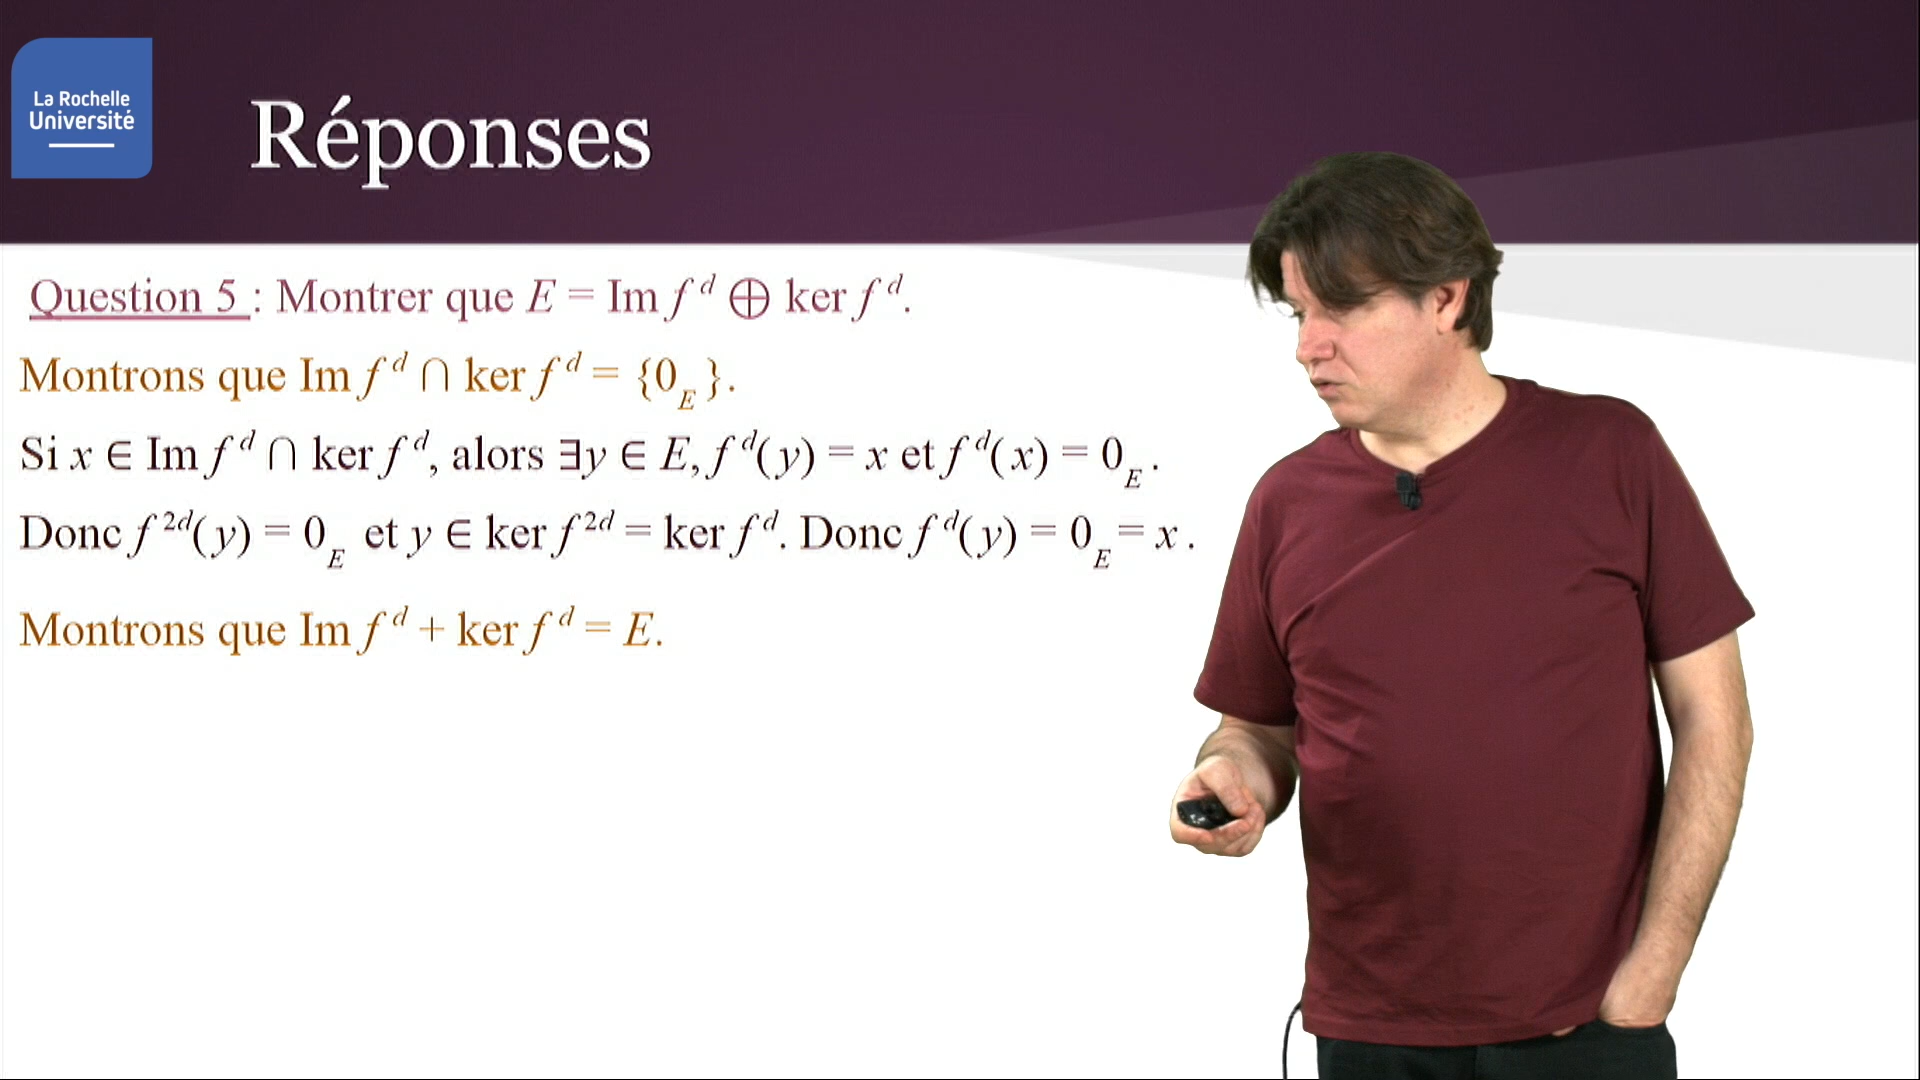 La Rochelle
Université
Réponses
Question 5 : Montrer que E = Im f ᵈ ⊕ ker f ᵈ.
Montrons que Im f ᵈ ∩ ker f ᵈ = {0_E}.
Si x ∈ Im f ᵈ ∩ ker f ᵈ, alors ∃y ∈ E, f ᵈ(y) = x et f ᵈ(x) = 0_E.
Donc f ²ᵈ(y) = 0_E et y ∈ ker f ²ᵈ = ker f ᵈ. Donc f ᵈ(y) = 0_E = x.
Montrons que Im f ᵈ + ker f ᵈ = E.